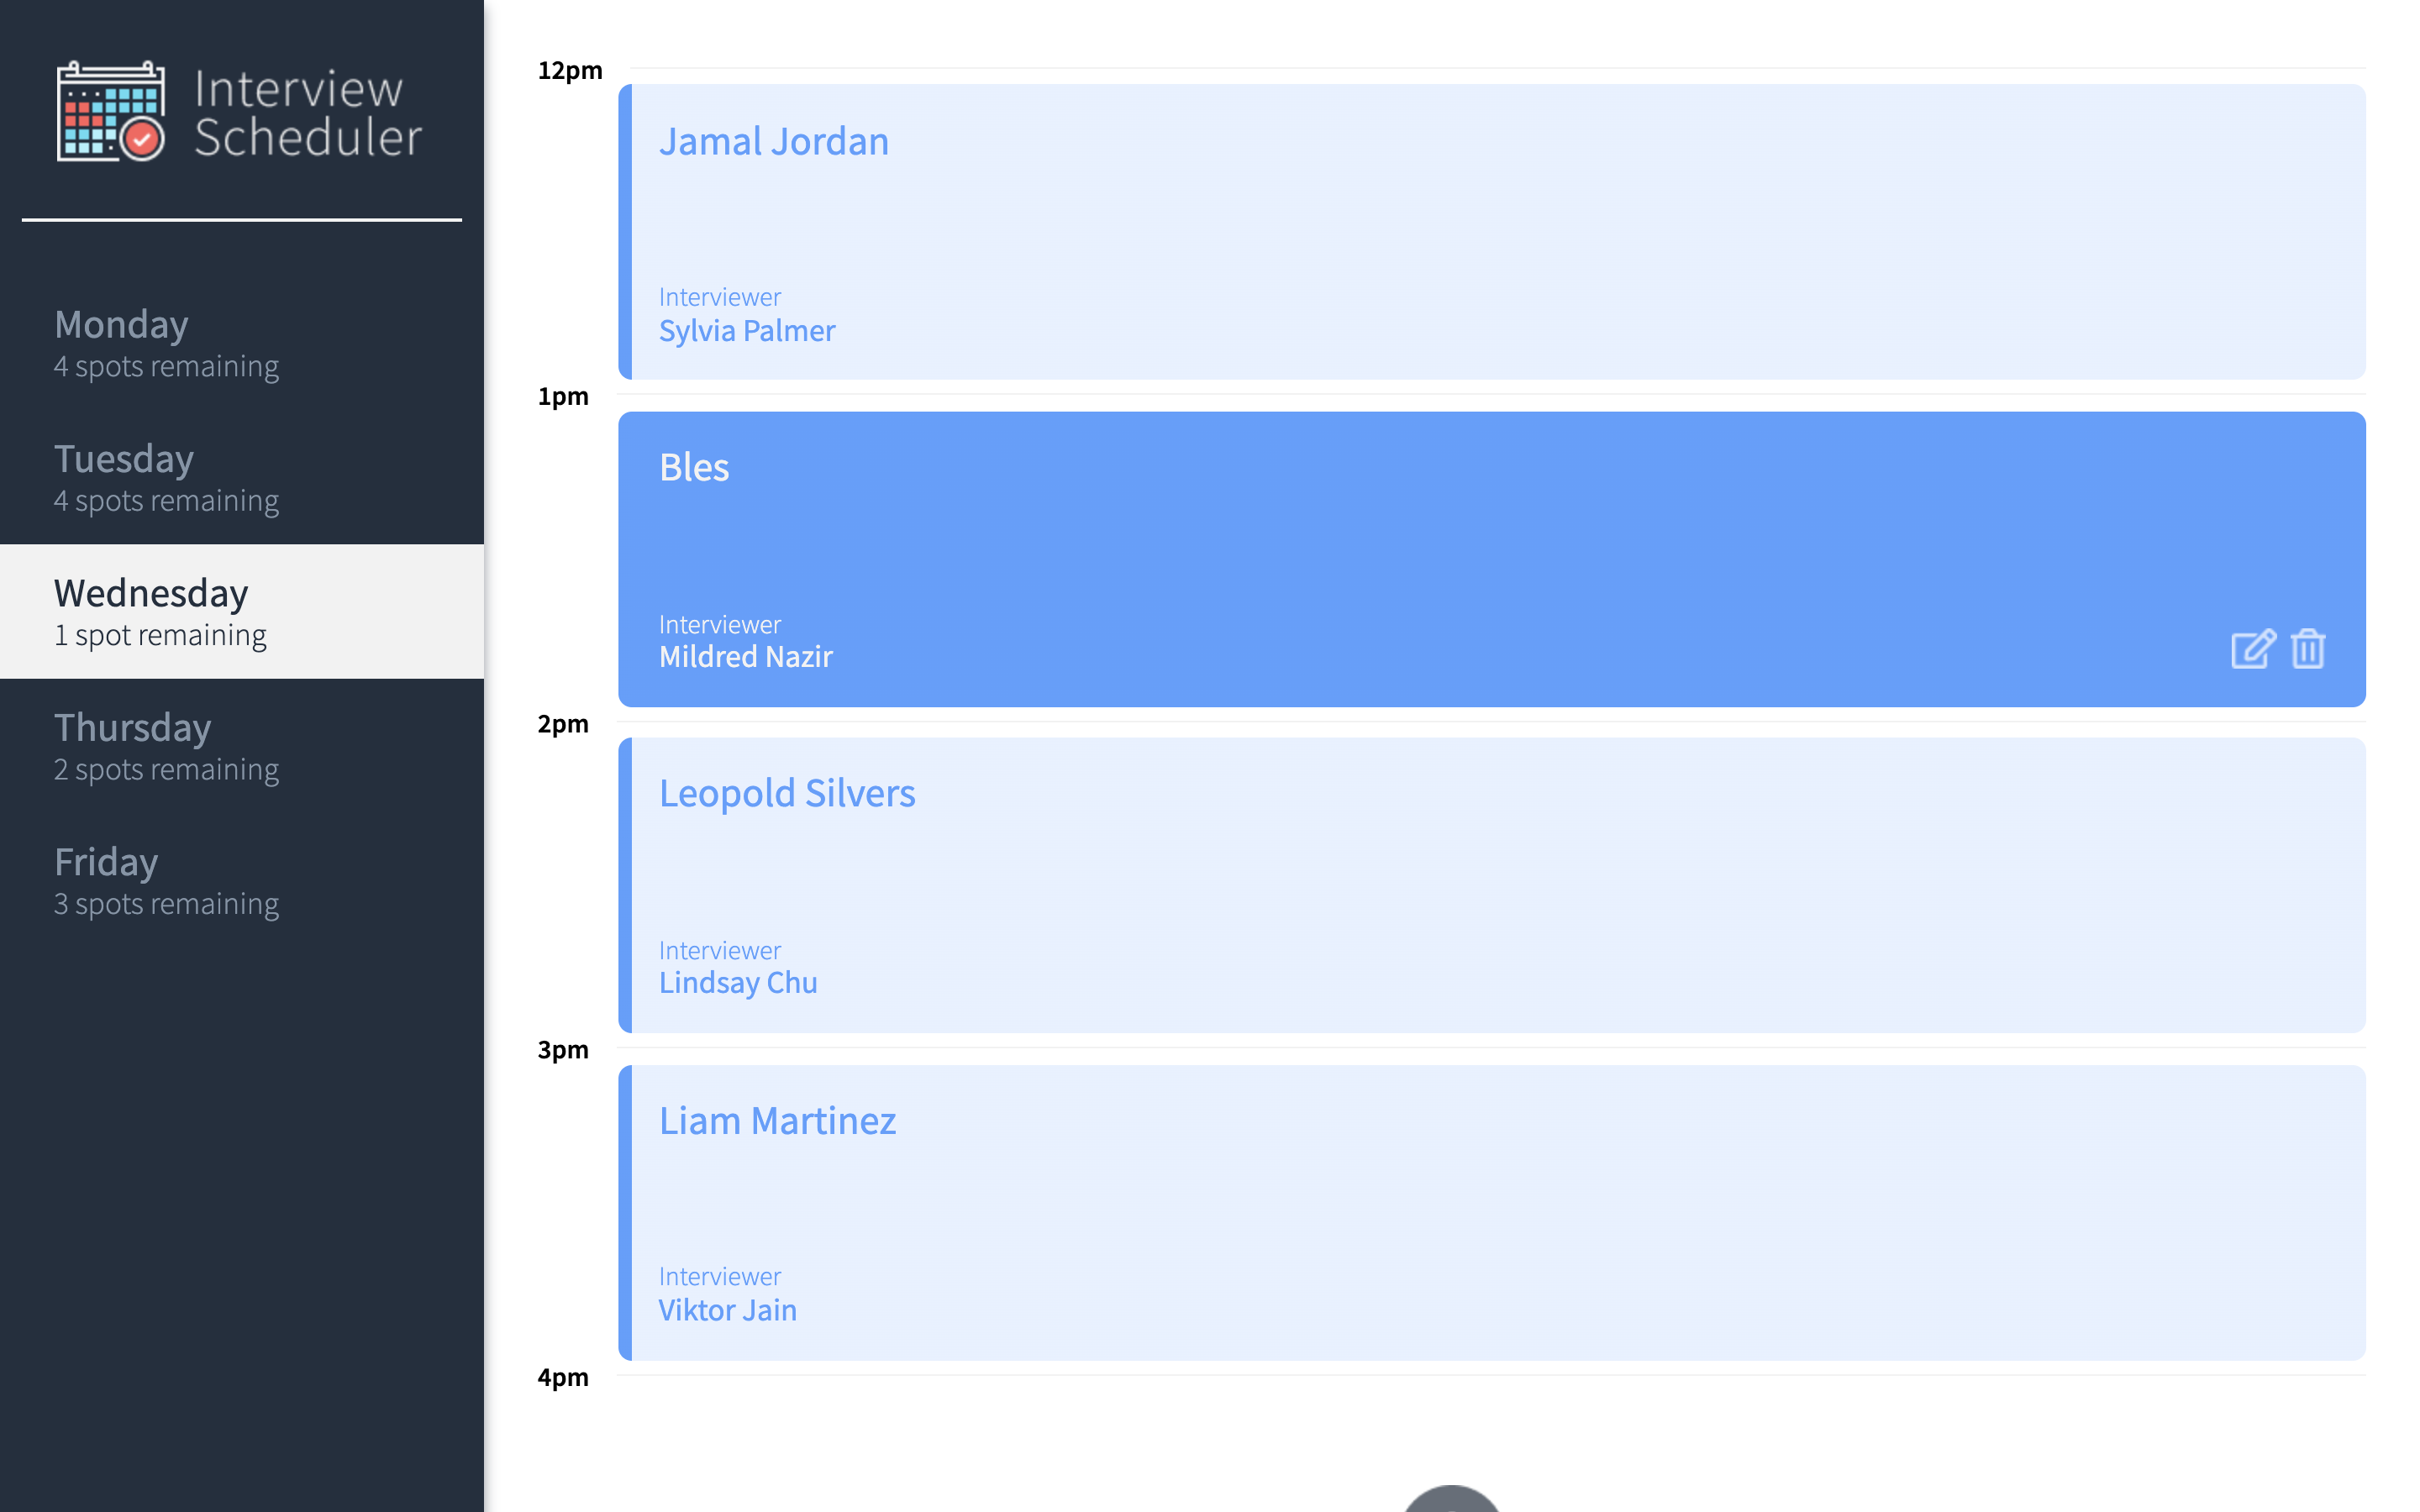 Interview
Scheduler
Monday
4 spots remaining
Tuesday
4 spots remaining
Wednesday
1 spot remaining
Thursday
2 spots remaining
Friday
3 spots remaining
12pm
Jamal Jordan
Interviewer
Sylvia Palmer
1pm
Bles
Interviewer
Mildred Nazir
2pm
Leopold Silvers
Interviewer
Lindsay Chu
3pm
Liam Martinez
Interviewer
Viktor Jain
4pm